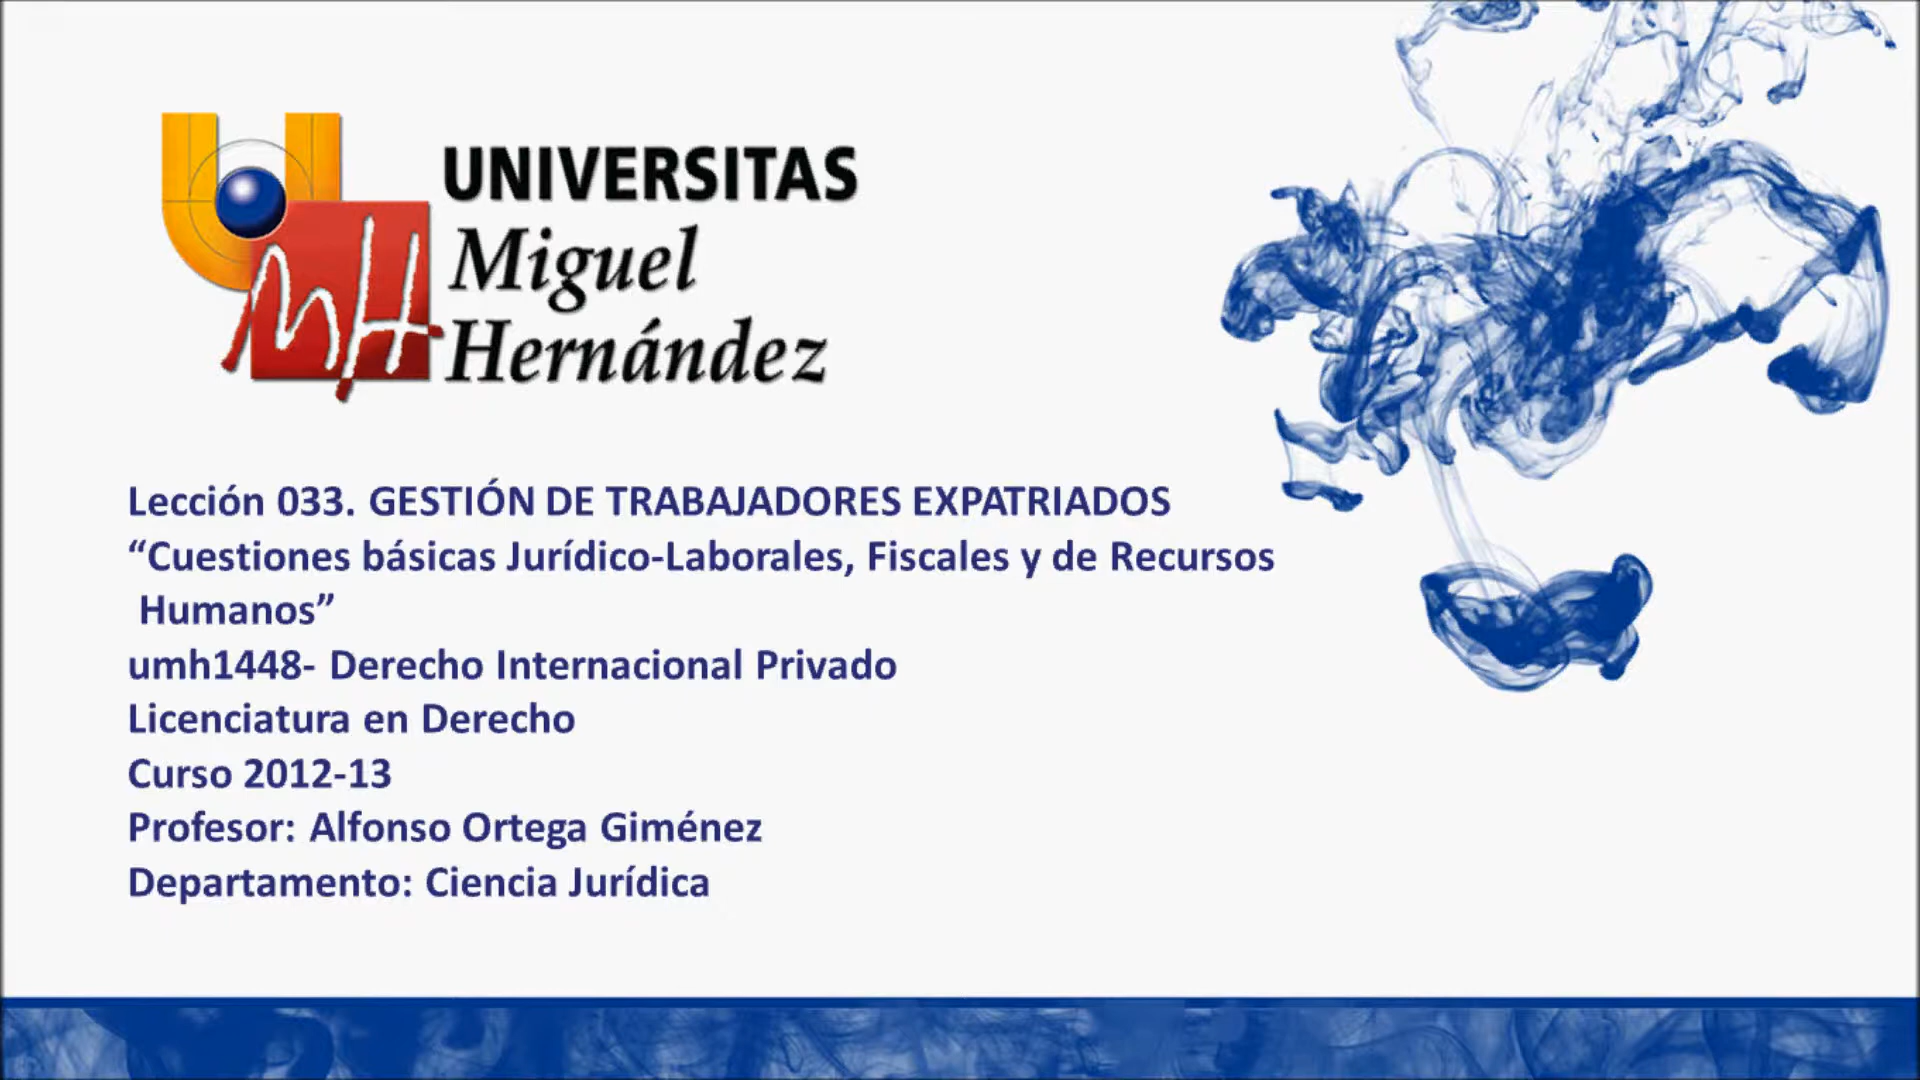 UNIVERSITAS
Miguel
Hernández
MH
Lección 033. GESTIÓN DE TRABAJADORES EXPATRIADOS
“Cuestiones básicas Jurídico-Laborales, Fiscales y de Recursos
Humanos”
umh1448- Derecho Internacional Privado
Licenciatura en Derecho
Curso 2012-13
Profesor: Alfonso Ortega Giménez
Departamento: Ciencia Jurídica